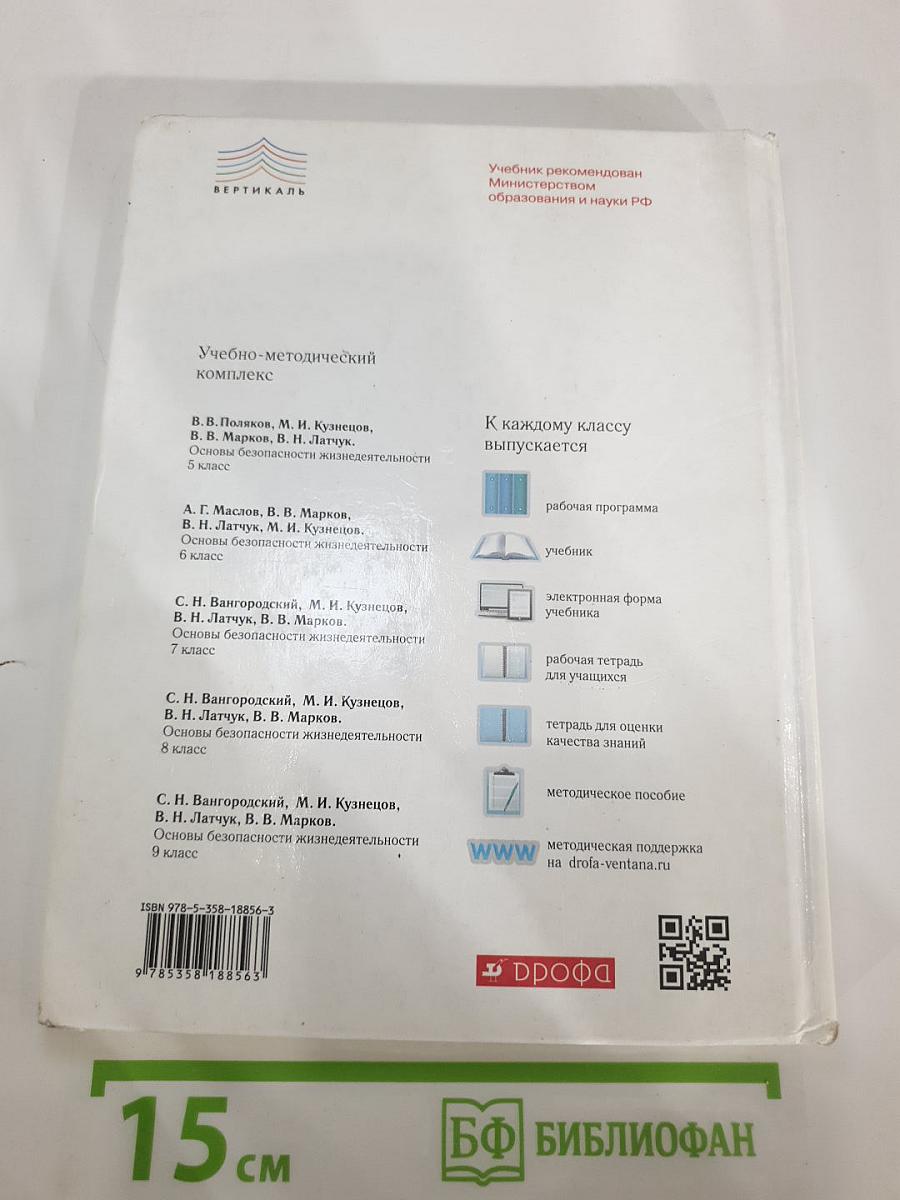 ВЕРТИКАЛЬ
Учебник рекомендован
Министерством
образования и науки РФ
Учебно-методический
комплекс
В. В. Поляков, М. И. Кузнецов,
В. В. Марков, В. Н. Латчук.
Основы безопасности жизнедеятельности
5 класс
А. Г. Маслов, В. В. Марков,
В. Н. Латчук, М. И. Кузнецов.
Основы безопасности жизнедеятельности
6 класс
С. Н. Вангородский, М. И. Кузнецов,
В. Н. Латчук, В. В. Марков.
Основы безопасности жизнедеятельности
7 класс
С. Н. Вангородский, М. И. Кузнецов,
В. Н. Латчук, В. В. Марков.
Основы безопасности жизнедеятельности
8 класс
С. Н. Вангородский, М. И. Кузнецов,
В. Н. Латчук, В. В. Марков.
Основы безопасности жизнедеятельности
9 класс
К каждому классу
выпускается
рабочая программа
учебник
электронная форма
учебника
рабочая тетрадь
для учащихся
тетрадь для оценки
качества знаний
методическое пособие
www
методическая поддержка
на drofa-ventana.ru
ISBN 978-5-358-18856-3
9 785358 188563
дрофа
15 см
БФ БИБЛИОФАН